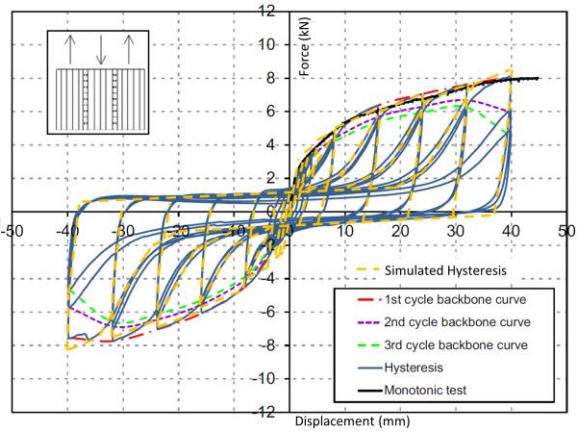 12
10
8
6
4
2
0
-2
-4
-6
-8
-10
-12
Force (kN)
-50 -40 -30 -20 -10 0 10 20 30 40 50
Simulated Hysteresis
1st cycle backbone curve
2nd cycle backbone curve
3rd cycle backbone curve
Hysteresis
Monotonic test
Displacement (mm)